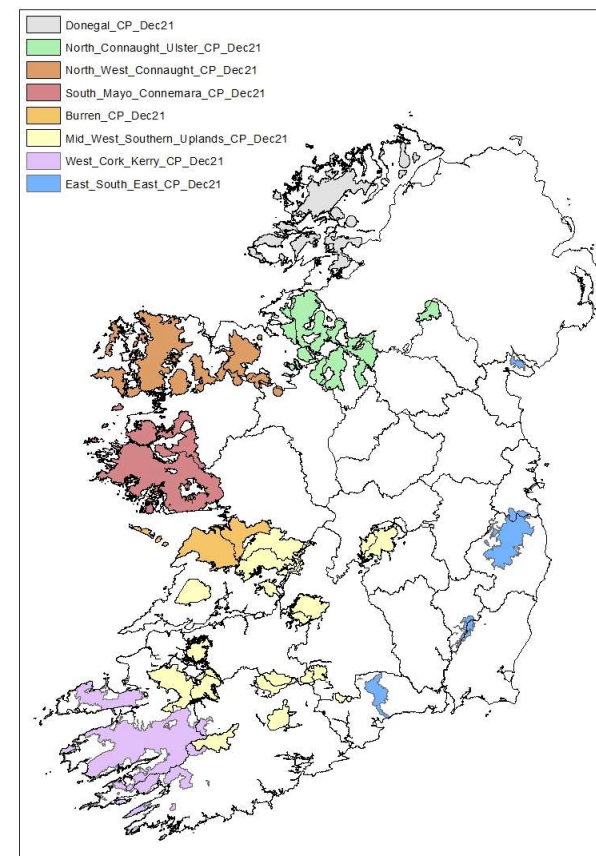 Donegal_CP_Dec21
North_Connaught_Ulster_CP_Dec21
North_West_Connaught_CP_Dec21
South_Mayo_Connemara_CP_Dec21
Burren_CP_Dec21
Mid_West_Southern_Uplands_CP_Dec21
West_Cork_Kerry_CP_Dec21
East_South_East_CP_Dec21